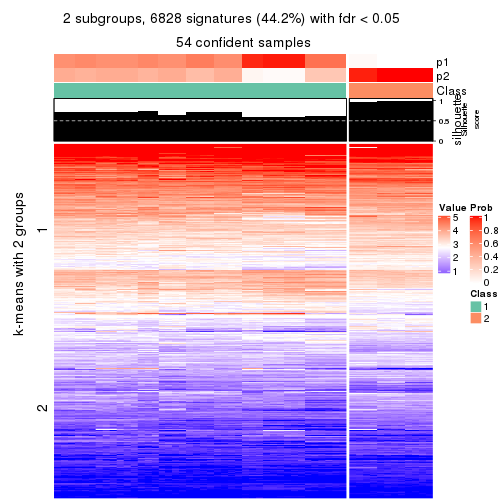 2 subgroups, 6828 signatures (44.2%) with fdr < 0.05
54 confident samples
p1
p2
Class
1
0.5
0
silhouette
Silhouette
score
k-means with 2 groups
1
2
Value
5
4
3
2
1
Prob
1
0.8
0.6
0.4
0.2
0
Class
1
2